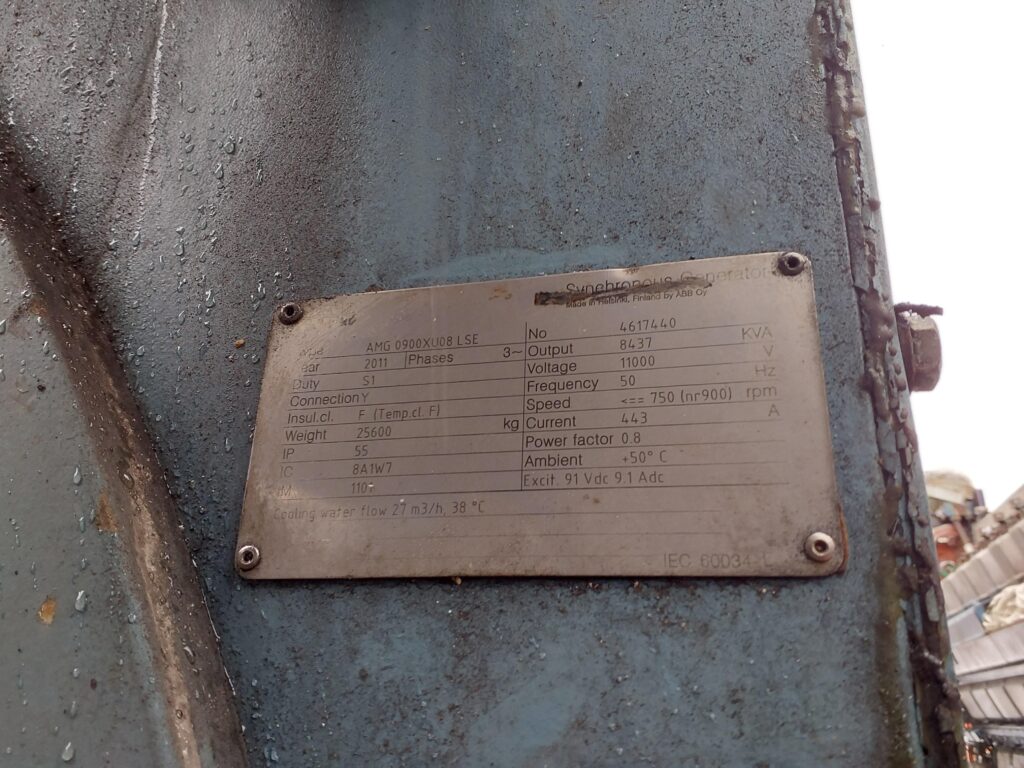 Synchronous Generator
Made in Helsinki, Finland by ABB Oy
AMG 0900XU08 LSE
2011 Phases 3~
Duty S1
Connection Y
Insul.cl. F (Temp.cl. F)
Weight 25600 kg
IP 55
IC 8A1W7
IM
No 4617440
Output 8437 KVA
Voltage 11000 V
Frequency 50 Hz
Speed <== 750 (nr900) rpm
Current 443 A
Power factor 0.8
Ambient +50° C
Excit. 91 Vdc 9.1 Adc
Cooling water flow 27 m3/h, 38 °C
IEC 60034-1